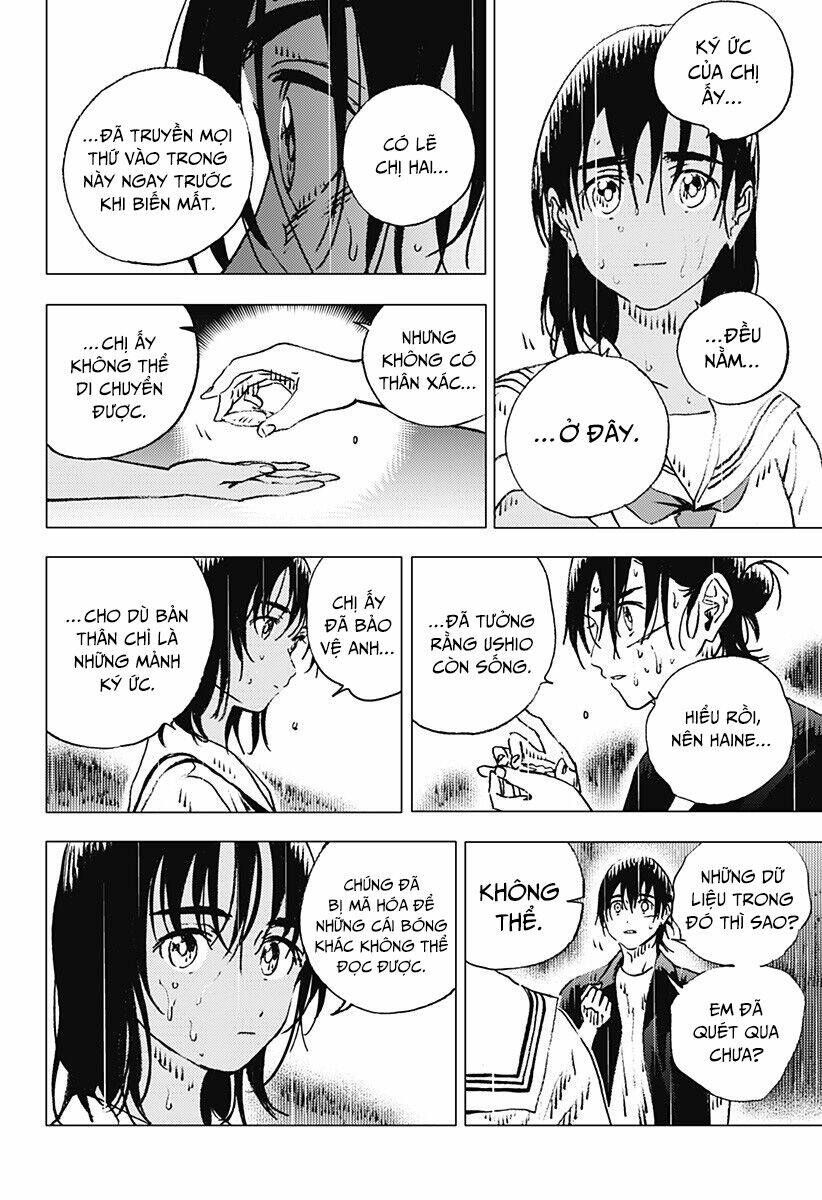 KÝ ỨC
CỦA CHỊ
ẤY...
...ĐỀU
NẰM...
...Ở ĐÂY.
CÓ LẼ
CHỊ HAI...
...ĐÃ TRUYỀN MỌI
THỨ VÀO TRONG
NÀY NGAY TRƯỚC
KHI BIẾN MẤT.
NHƯNG
KHÔNG CÓ
THÂN XÁC...
...CHỊ ẤY
KHÔNG THỂ
DI CHUYỂN
ĐƯỢC.
HIỂU RỒI,
NÊN HAINE...
...ĐÃ TƯỞNG
RẰNG USHIO
CÒN SỐNG.
CHỊ ẤY
ĐÃ BẢO
VỆ ANH...
...CHO DÙ BẢN
THÂN CHỈ LÀ
NHỮNG MẢNH
KÝ ỨC.
NHỮNG DỮ
LIỆU TRONG
ĐÓ THÌ SAO?
EM ĐÃ
QUÉT QUA
CHƯA?
KHÔNG
THỂ.
CHÚNG ĐÃ
BỊ MÃ HÓA ĐỂ
NHỮNG CÁI BÓNG
KHÁC KHÔNG THỂ
ĐỌC ĐƯỢC.